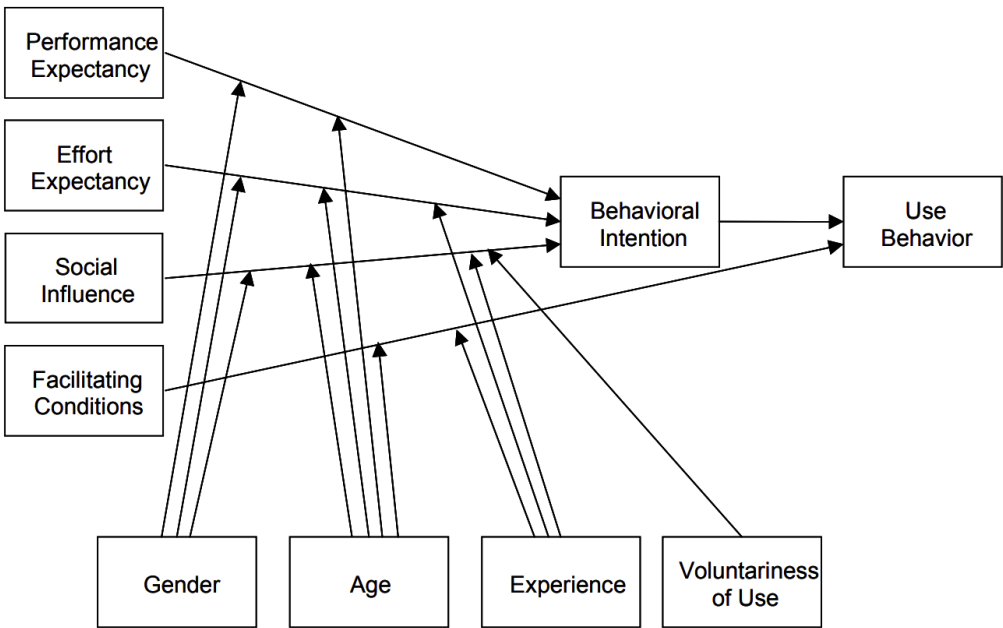 Performance
Expectancy
Effort
Expectancy
Social
Influence
Facilitating
Conditions
Behavioral
Intention
Use
Behavior
Gender
Age
Experience
Voluntariness
of Use